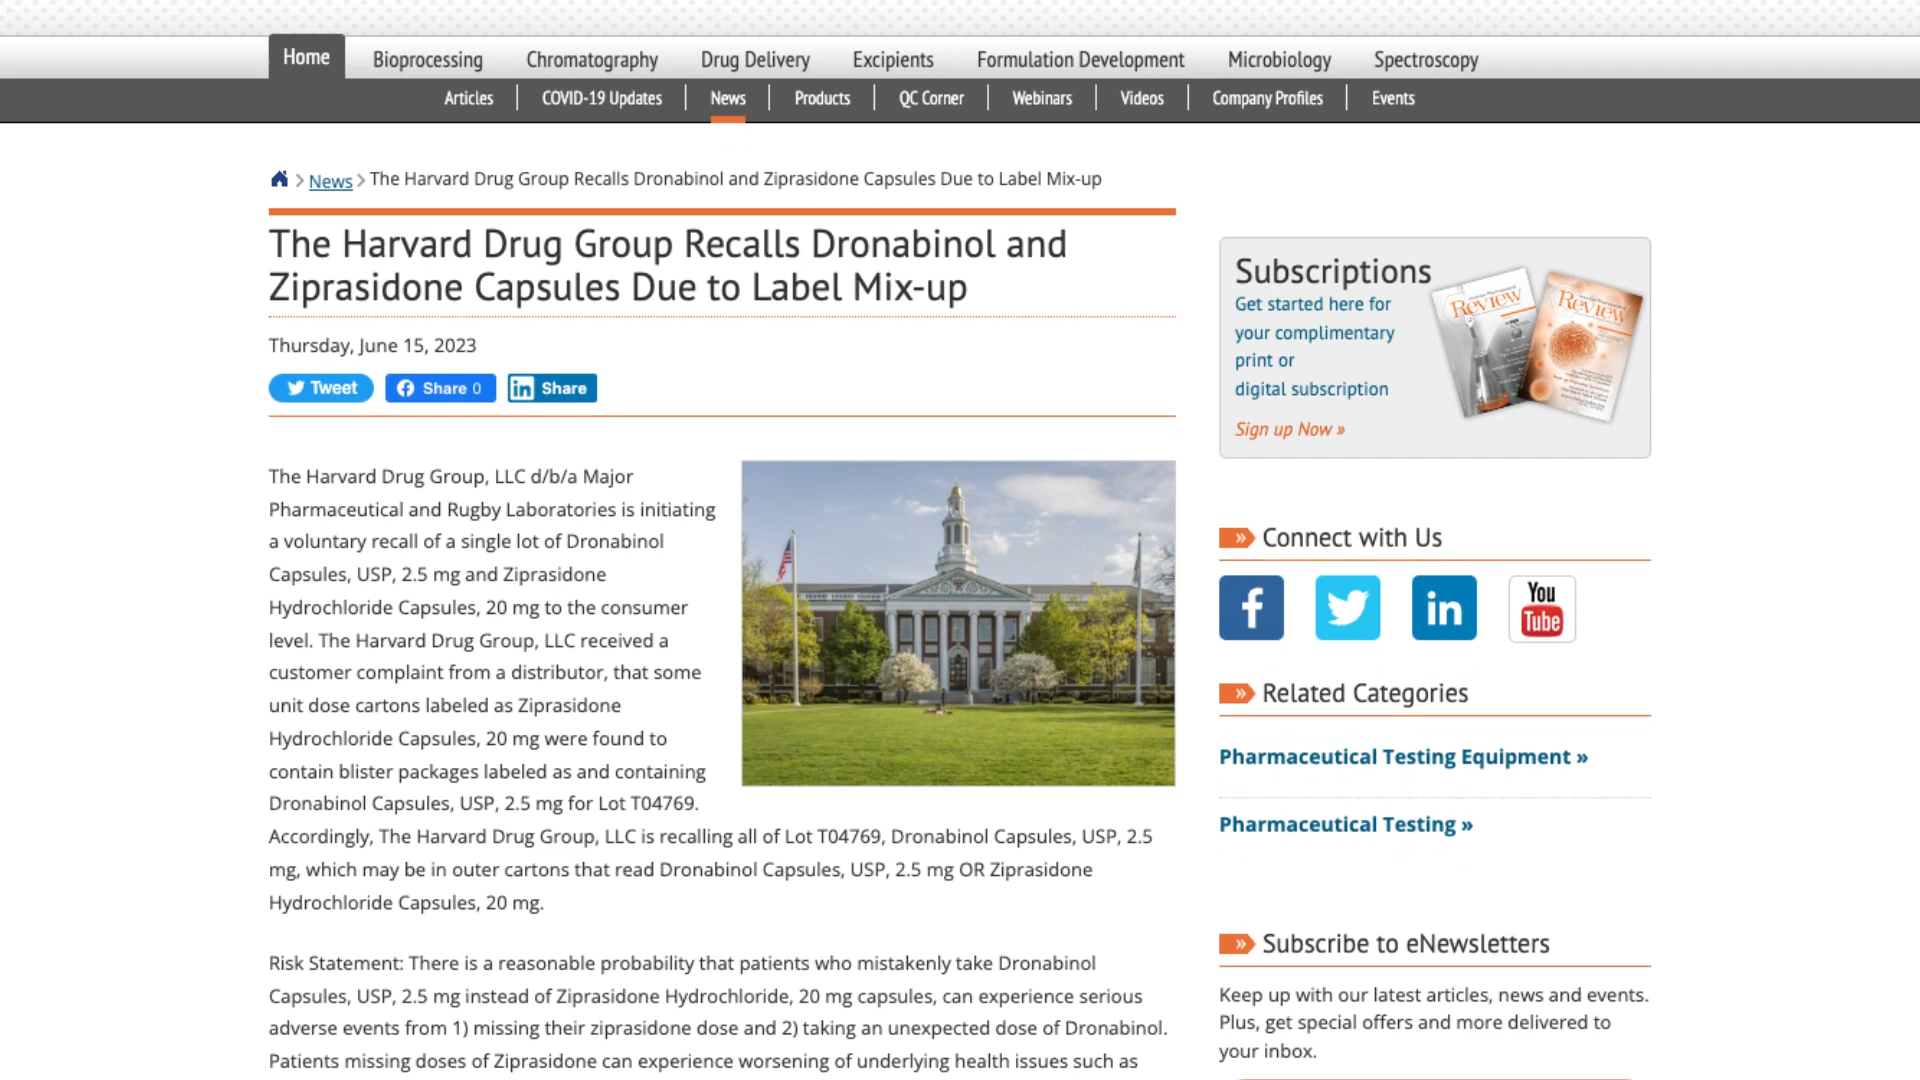 Home
Bioprocessing
Chromatography
Drug Delivery
Excipients
Formulation Development
Microbiology
Spectroscopy
Articles
COVID-19 Updates
News
Products
QC Corner
Webinars
Videos
Company Profiles
Events
News
The Harvard Drug Group Recalls Dronabinol and Ziprasidone Capsules Due to Label Mix-up
The Harvard Drug Group Recalls Dronabinol and
Ziprasidone Capsules Due to Label Mix-up
Thursday, June 15, 2023
Tweet
Share 0
in Share
The Harvard Drug Group, LLC d/b/a Major
Pharmaceutical and Rugby Laboratories is initiating
a voluntary recall of a single lot of Dronabinol
Capsules, USP, 2.5 mg and Ziprasidone
Hydrochloride Capsules, 20 mg to the consumer
level. The Harvard Drug Group, LLC received a
customer complaint from a distributor, that some
unit dose cartons labeled as Ziprasidone
Hydrochloride Capsules, 20 mg were found to
contain blister packages labeled as and containing
Dronabinol Capsules, USP, 2.5 mg for Lot T04769.
Accordingly, The Harvard Drug Group, LLC is recalling all of Lot T04769, Dronabinol Capsules, USP, 2.5
mg, which may be in outer cartons that read Dronabinol Capsules, USP, 2.5 mg OR Ziprasidone
Hydrochloride Capsules, 20 mg.
Risk Statement: There is a reasonable probability that patients who mistakenly take Dronabinol
Capsules, USP, 2.5 mg instead of Ziprasidone Hydrochloride, 20 mg capsules, can experience serious
adverse events from 1) missing their ziprasidone dose and 2) taking an unexpected dose of Dronabinol.
Patients missing doses of Ziprasidone can experience worsening of underlying health issues such as
Subscriptions
Get started here for
your complimentary
print or
digital subscription
Sign up Now »
Review
Review
» Connect with Us
f
in
You
Tube
» Related Categories
Pharmaceutical Testing Equipment »
Pharmaceutical Testing »
» Subscribe to eNewsletters
Keep up with our latest articles, news and events.
Plus, get special offers and more delivered to
your inbox.